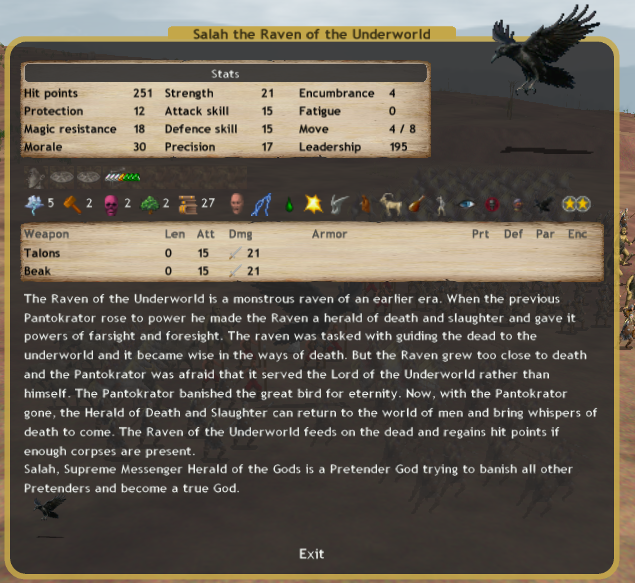 Salah the Raven of the Underworld
Stats
Hit points 251 Strength 21 Encumbrance 4
Protection 12 Attack skill 15 Fatigue 0
Magic resistance 18 Defence skill 15 Move 4 / 8
Morale 30 Precision 17 Leadership 195
5 2 2 2 27
Weapon Len Att Dmg Armor Prt Def Par Enc
Talons 0 15 21
Beak 0 15 21
The Raven of the Underworld is a monstrous raven of an earlier era. When the previous
Pantokrator rose to power he made the Raven a herald of death and slaughter and gave it
powers of farsight and foresight. The raven was tasked with guiding the dead to the
underworld and it became wise in the ways of death. But the Raven grew too close to death
and the Pantokrator was afraid that it served the Lord of the Underworld rather than
himself. The Pantokrator banished the great bird for eternity. Now, with the Pantokrator
gone, the Herald of Death and Slaughter can return to the world of men and bring whispers of
death to come. The Raven of the Underworld feeds on the dead and regains hit points if
enough corpses are present.
Salah, Supreme Messenger Herald of the Gods is a Pretender God trying to banish all other
Pretenders and become a true God.
Exit